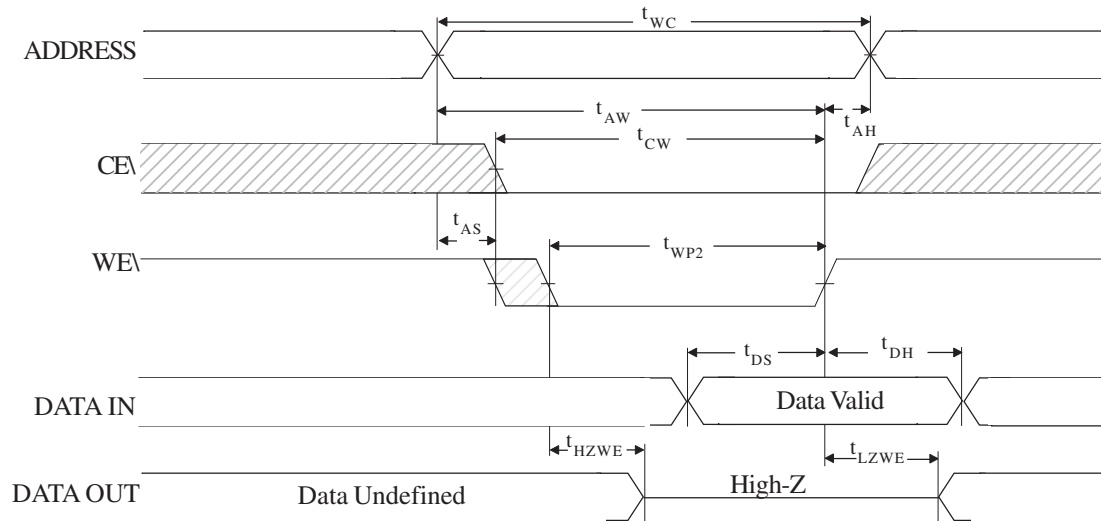 tWC
ADDRESS
tAW
tAH
tCW
CE\
tAS
tWP2
WE\
tDS
tDH
DATA IN
Data Valid
tHZWE
tLZWE
DATA OUT
Data Undefined
High-Z